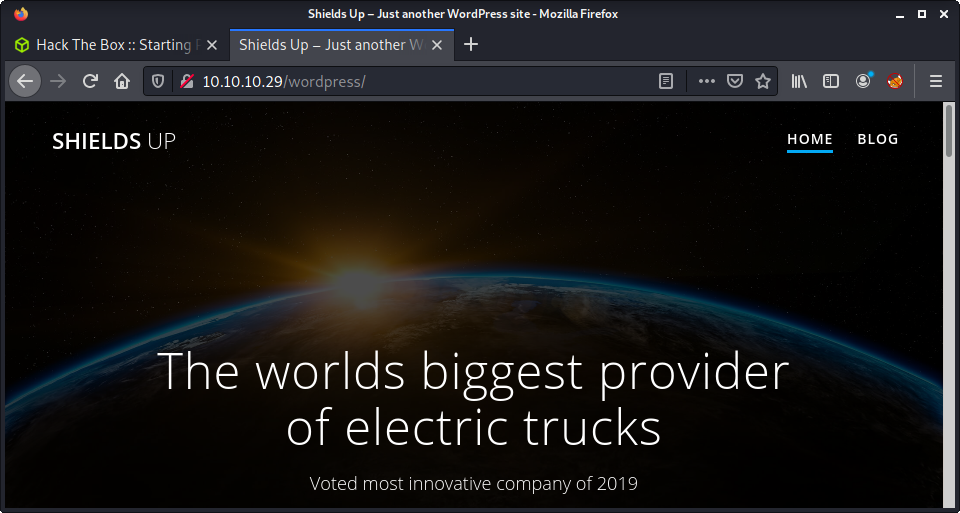 Shields Up – Just another WordPress site - Mozilla Firefox
Hack The Box :: Starting
Shields Up – Just another W
10.10.10.29/wordpress/
SHIELDS UP
HOME
BLOG
The worlds biggest provider
of electric trucks
Voted most innovative company of 2019